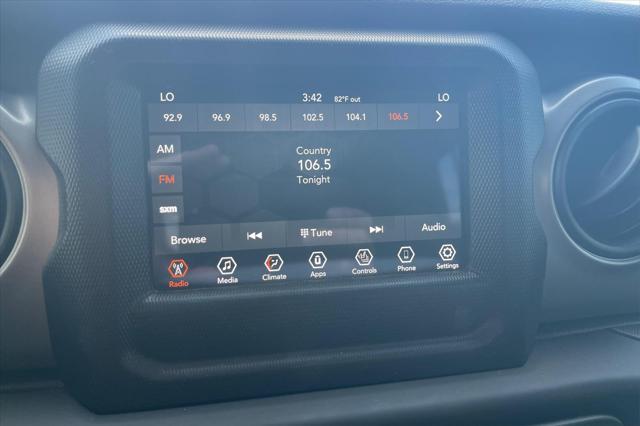 LO 3:42 82°F out LO
92.9 96.9 98.5 102.5 104.1 106.5
AM
FM
sxm
Country
106.5
Tonight
Browse Tune Audio
Radio Media Climate Apps Controls Phone Settings